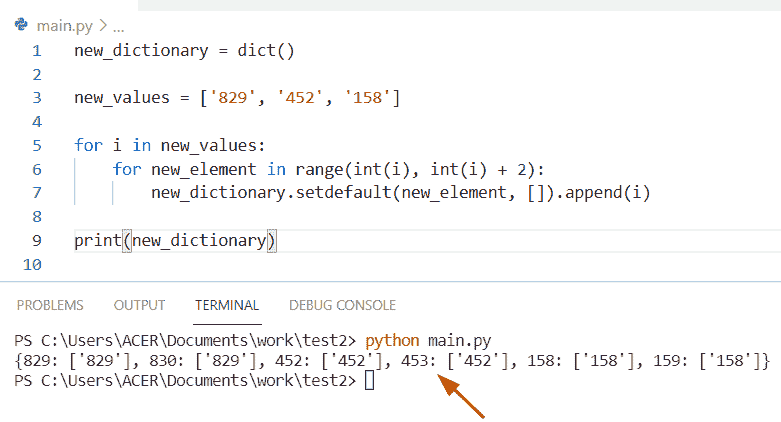 main.py > ...
1 new_dictionary = dict()
2
3 new_values = ['829', '452', '158']
4
5 for i in new_values:
6     for new_element in range(int(i), int(i) + 2):
7         new_dictionary.setdefault(new_element, []).append(i)
8
9 print(new_dictionary)
10
PROBLEMS OUTPUT TERMINAL DEBUG CONSOLE
PS C:\Users\ACER\Documents\work\test2> python main.py
{829: ['829'], 830: ['829'], 452: ['452'], 453: ['452'], 158: ['158'], 159: ['158']}
PS C:\Users\ACER\Documents\work\test2>